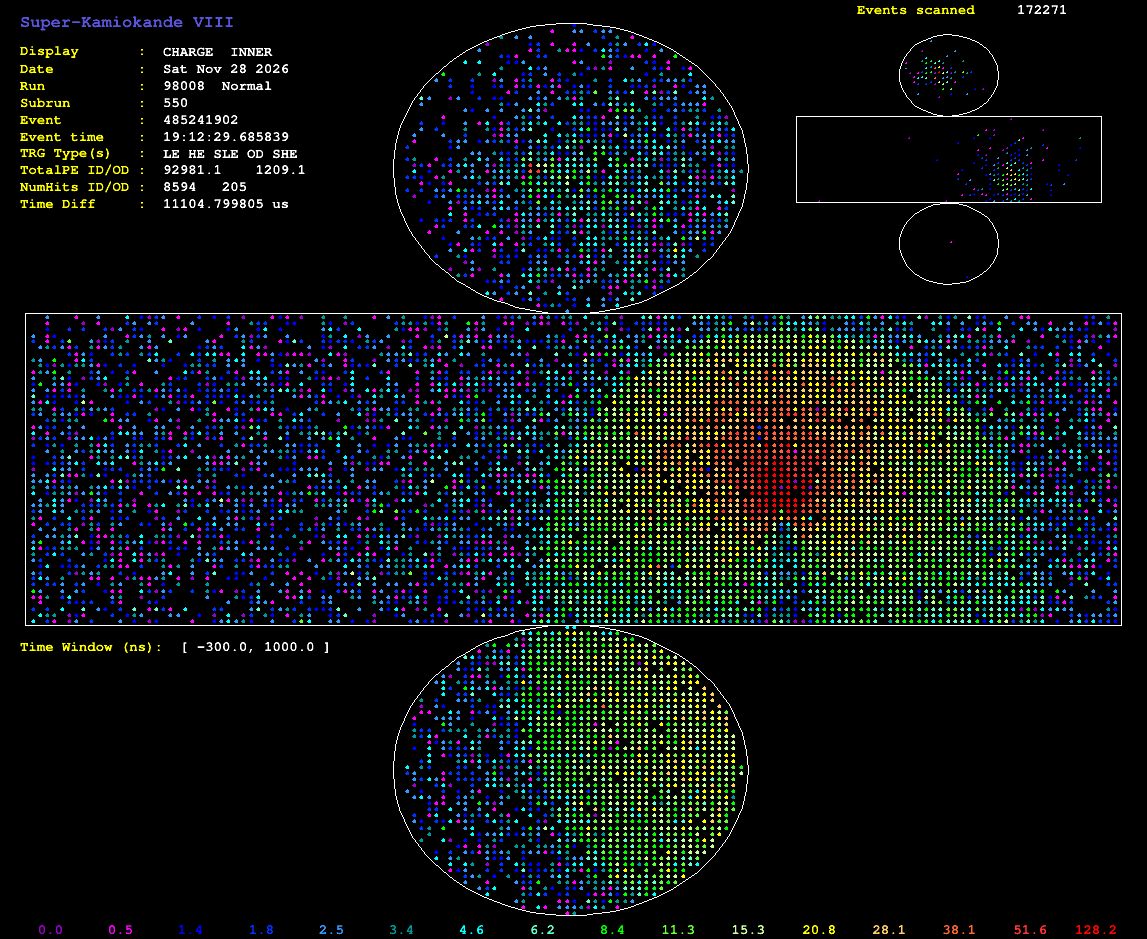 Super-Kamiokande VIII
Events scanned 172271
Display : CHARGE INNER
Date : Sat Nov 28 2026
Run : 98008 Normal
Subrun : 550
Event : 485241902
Event time : 19:12:29.685839
TRG Type(s) : LE HE SLE OD SHE
TotalPE ID/OD : 92981.1 1209.1
NumHits ID/OD : 8594 205
Time Diff : 11104.799805 us
Time Window (ns): [ -300.0, 1000.0 ]
0.0 0.5 1.4 1.8 2.5 3.4 4.6 6.2 8.4 11.3 15.3 20.8 28.1 38.1 51.6 128.2